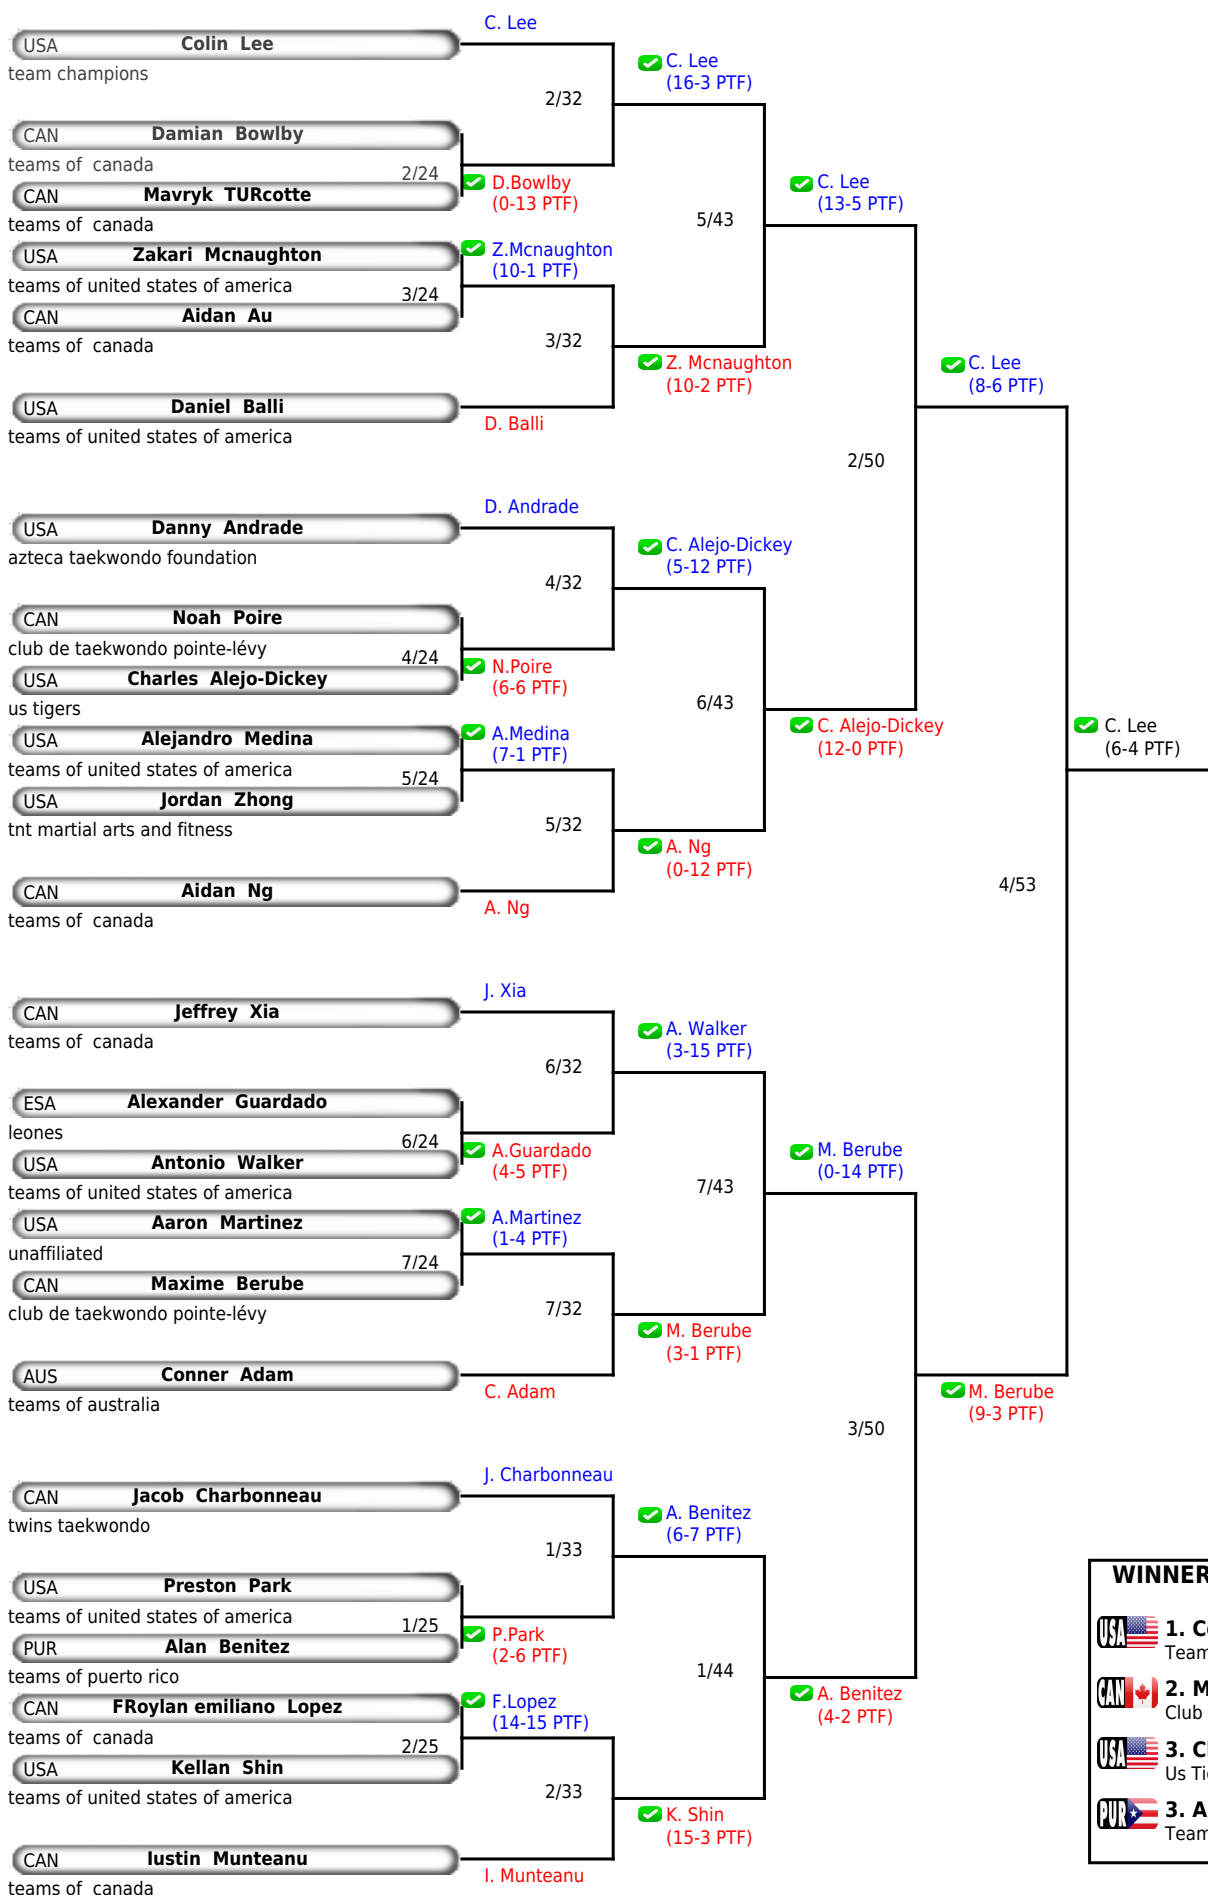 C. Lee
USA Colin Lee
team champions
C. Lee
(16-3 PTF)
2/32
CAN Damian Bowlby
teams of canada
2/24
D.Bowlby
(0-13 PTF)
CAN Mavryk TURcotte
teams of canada
C. Lee
(13-5 PTF)
5/43
USA Zakari Mcnaughton
teams of united states of america
Z.Mcnaughton
(10-1 PTF)
3/24
CAN Aidan Au
teams of canada
3/32
Z. Mcnaughton
(10-2 PTF)
C. Lee
(8-6 PTF)
USA Daniel Balli
teams of united states of america
D. Balli
2/50
D. Andrade
USA Danny Andrade
azteca taekwondo foundation
C. Alejo-Dickey
(5-12 PTF)
4/32
CAN Noah Poire
club de taekwondo pointe-lévy
4/24
N.Poire
(6-6 PTF)
USA Charles Alejo-Dickey
us tigers
6/43
C. Alejo-Dickey
(12-0 PTF)
C. Lee
(6-4 PTF)
USA Alejandro Medina
teams of united states of america
A.Medina
(7-1 PTF)
5/24
USA Jordan Zhong
tnt martial arts and fitness
5/32
A. Ng
(0-12 PTF)
4/53
CAN Aidan Ng
teams of canada
A. Ng
J. Xia
CAN Jeffrey Xia
teams of canada
A. Walker
(3-15 PTF)
6/32
ESA Alexander Guardado
leones
6/24
A.Guardado
(4-5 PTF)
USA Antonio Walker
teams of united states of america
M. Berube
(0-14 PTF)
7/43
USA Aaron Martinez
unaffiliated
A.Martinez
(1-4 PTF)
7/24
CAN Maxime Berube
club de taekwondo pointe-lévy
7/32
M. Berube
(3-1 PTF)
AUS Conner Adam
teams of australia
C. Adam
M. Berube
(9-3 PTF)
3/50
J. Charbonneau
CAN Jacob Charbonneau
twins taekwondo
A. Benitez
(6-7 PTF)
1/33
USA Preston Park
teams of united states of america
1/25
P.Park
(2-6 PTF)
PUR Alan Benitez
teams of puerto rico
1/44
A. Benitez
(4-2 PTF)
CAN FRoylan emiliano Lopez
teams of canada
F.Lopez
(14-15 PTF)
2/25
USA Kellan Shin
teams of united states of america
2/33
K. Shin
(15-3 PTF)
CAN Iustin Munteanu
teams of canada
I. Munteanu
WINNER
USA 1. C
Team
CAN 2. M
Club
USA 3. C
Us Ti
PUR 3. A
Team